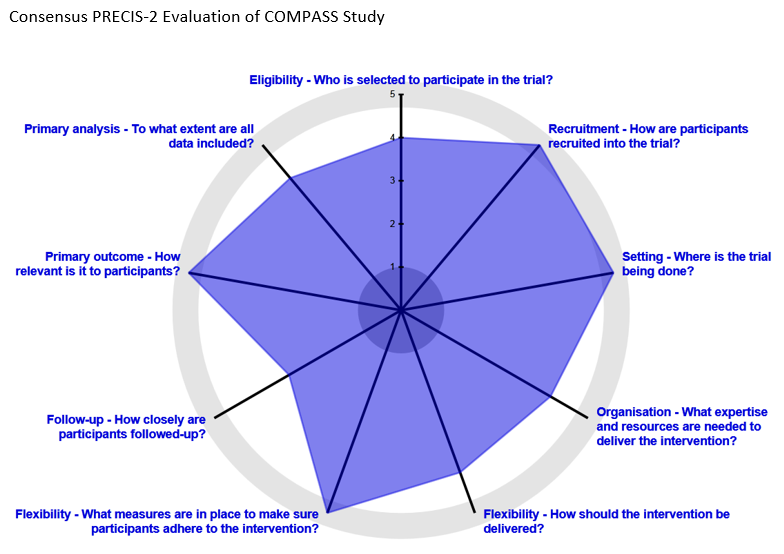 Consensus PRECIS-2 Evaluation of COMPASS Study
Eligibility - Who is selected to participate in the trial?
5
4
3
2
1
Recruitment - How are participants
recruited into the trial?
Setting - Where is the trial
being done?
Organisation - What expertise
and resources are needed to
deliver the intervention?
Flexibility - How should the intervention be
delivered?
Flexibility - What measures are in place to make sure
participants adhere to the intervention?
Follow-up - How closely are
participants followed-up?
Primary outcome - How
relevant is it to participants?
Primary analysis - To what extent are all
data included?